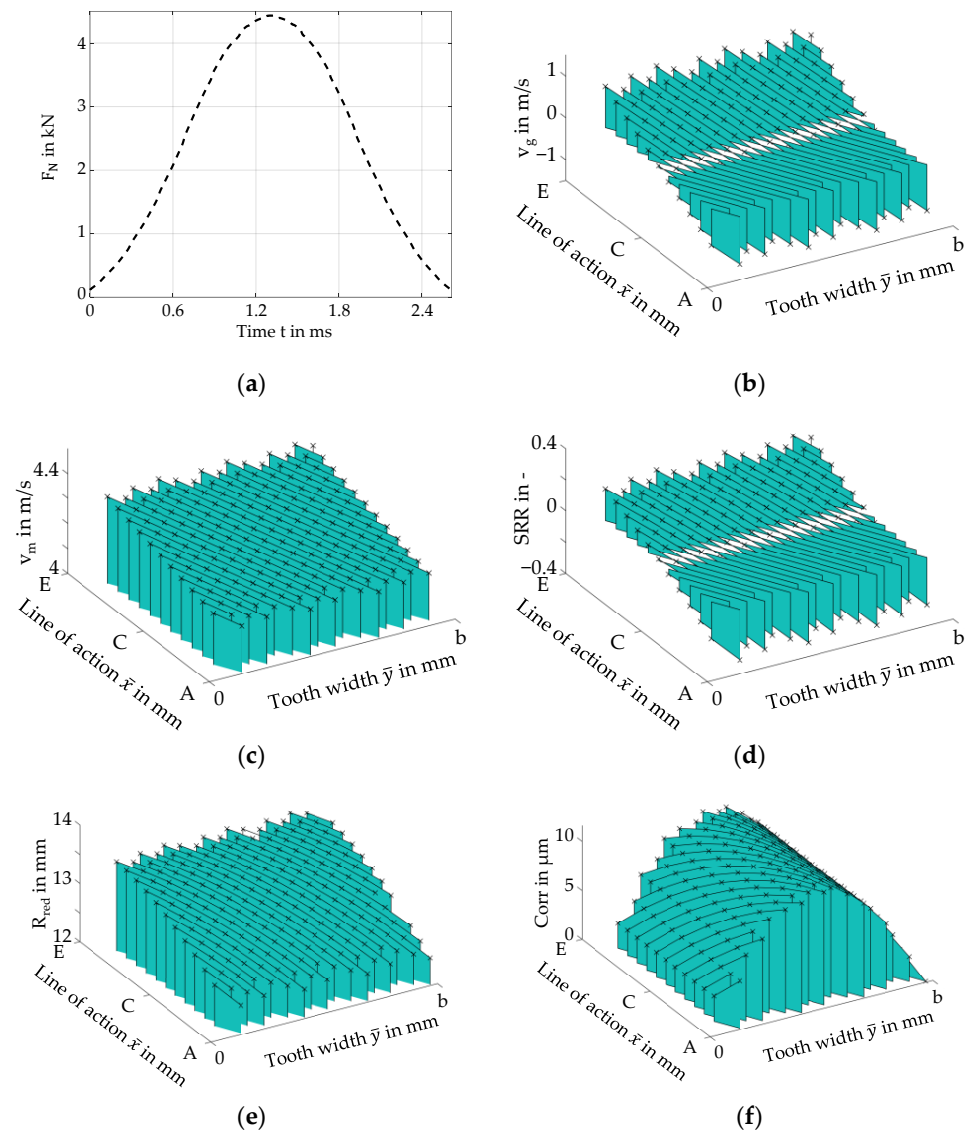 4
3
2
1
0
F_N in kN
0
0.6
1.2
1.8
2.4
Time t in ms
(a)
1
0
−1
v_g in m/s
E
C
A
Line of action x̄ in mm
0
b
Tooth width ȳ in mm
(b)
4.4
4
v_m in m/s
E
C
A
Line of action x̄ in mm
0
b
Tooth width ȳ in mm
(c)
0.4
0
−0.4
SRR in -
E
C
A
Line of action x̄ in mm
0
b
Tooth width ȳ in mm
(d)
14
13
12
R_red in mm
E
C
A
Line of action x̄ in mm
0
b
Tooth width ȳ in mm
(e)
10
5
0
Corr in μm
E
C
A
Line of action x̄ in mm
0
b
Tooth width ȳ in mm
(f)